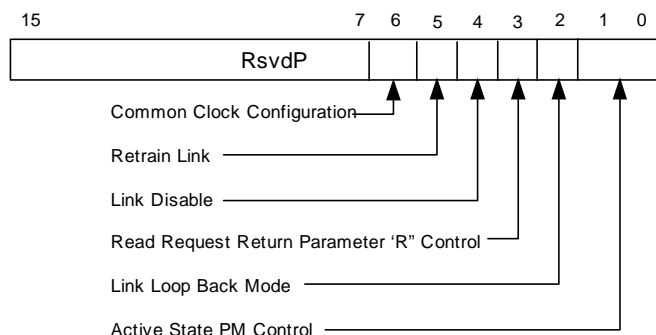 15 7 6 5 4 3 2 1 0
RsvdP
Common Clock Configuration
Retrain Link
Link Disable
Read Request Return Parameter ‘R” Control
Link Loop Back Mode
Active State PM Control